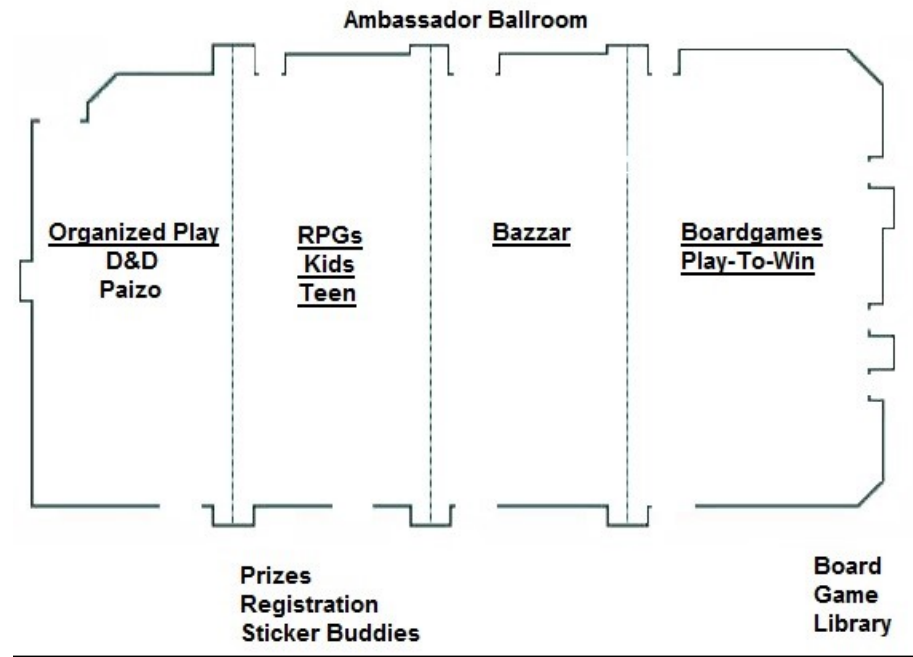 Ambassador Ballroom
Organized Play
D&D
Paizo
RPGs
Kids
Teen
Bazzar
Boardgames
Play-To-Win
Prizes
Registration
Sticker Buddies
Board
Game
Library